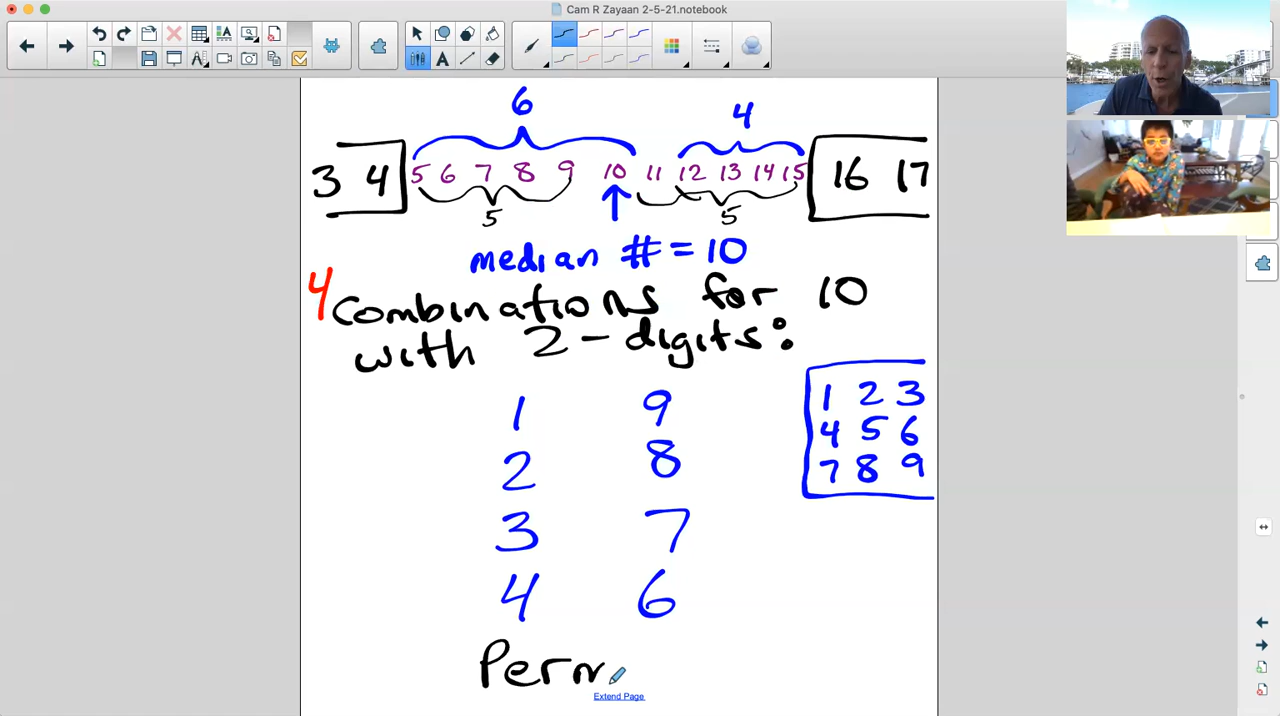 Cam R Zayaan 2-5-21.notebook
6 4
3 4 5 6 7 8 9 10 11 12 13 14 15 16 17
5 5
median # = 10
4 Combinations for 10
with 2-digits:
1 9
2 8
3 7
4 6
1 2 3
4 5 6
7 8 9
Perm
Extend Page